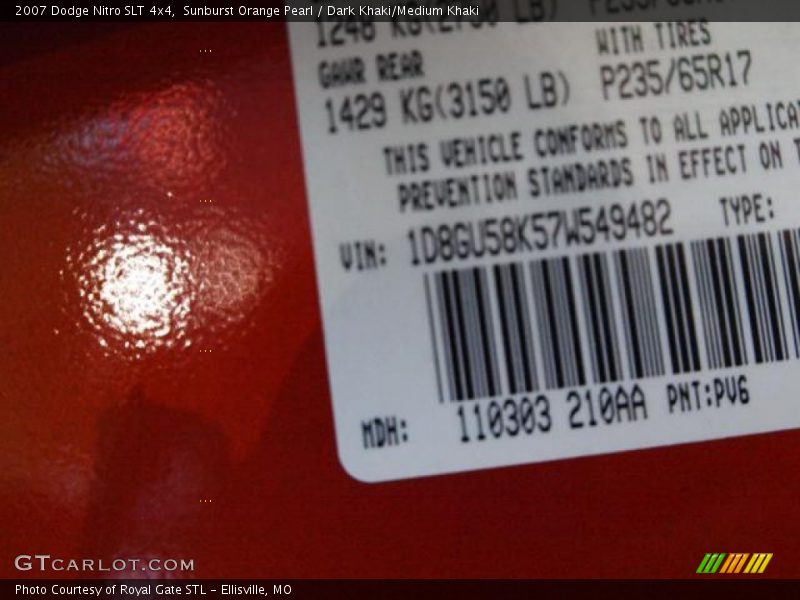 2007 Dodge Nitro SLT 4x4, Sunburst Orange Pearl / Dark Khaki/Medium Khaki
WITH TIRES
GAWR REAR
1429 KG(3150 LB) P235/65R17
THIS VEHICLE CONFORMS TO ALL APPLICA
PREVENTION STANDARDS IN EFFECT ON T
VIN: 1D8GU58K57W549482 TYPE:
MDH: 110303 210AA PNT:PV6
GTCARLOT.COM
Photo Courtesy of Royal Gate STL - Ellisville, MO